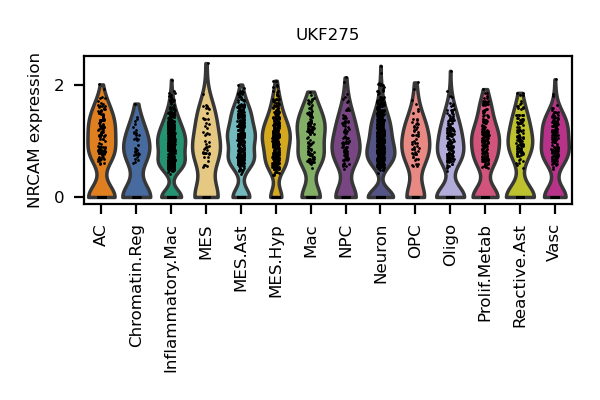 UKF275
NRCAM expression
2
0
AC
Chromatin.Reg
Inflammatory.Mac
MES
MES.Ast
MES.Hyp
Mac
NPC
Neuron
OPC
Oligo
Prolif.Metab
Reactive.Ast
Vasc